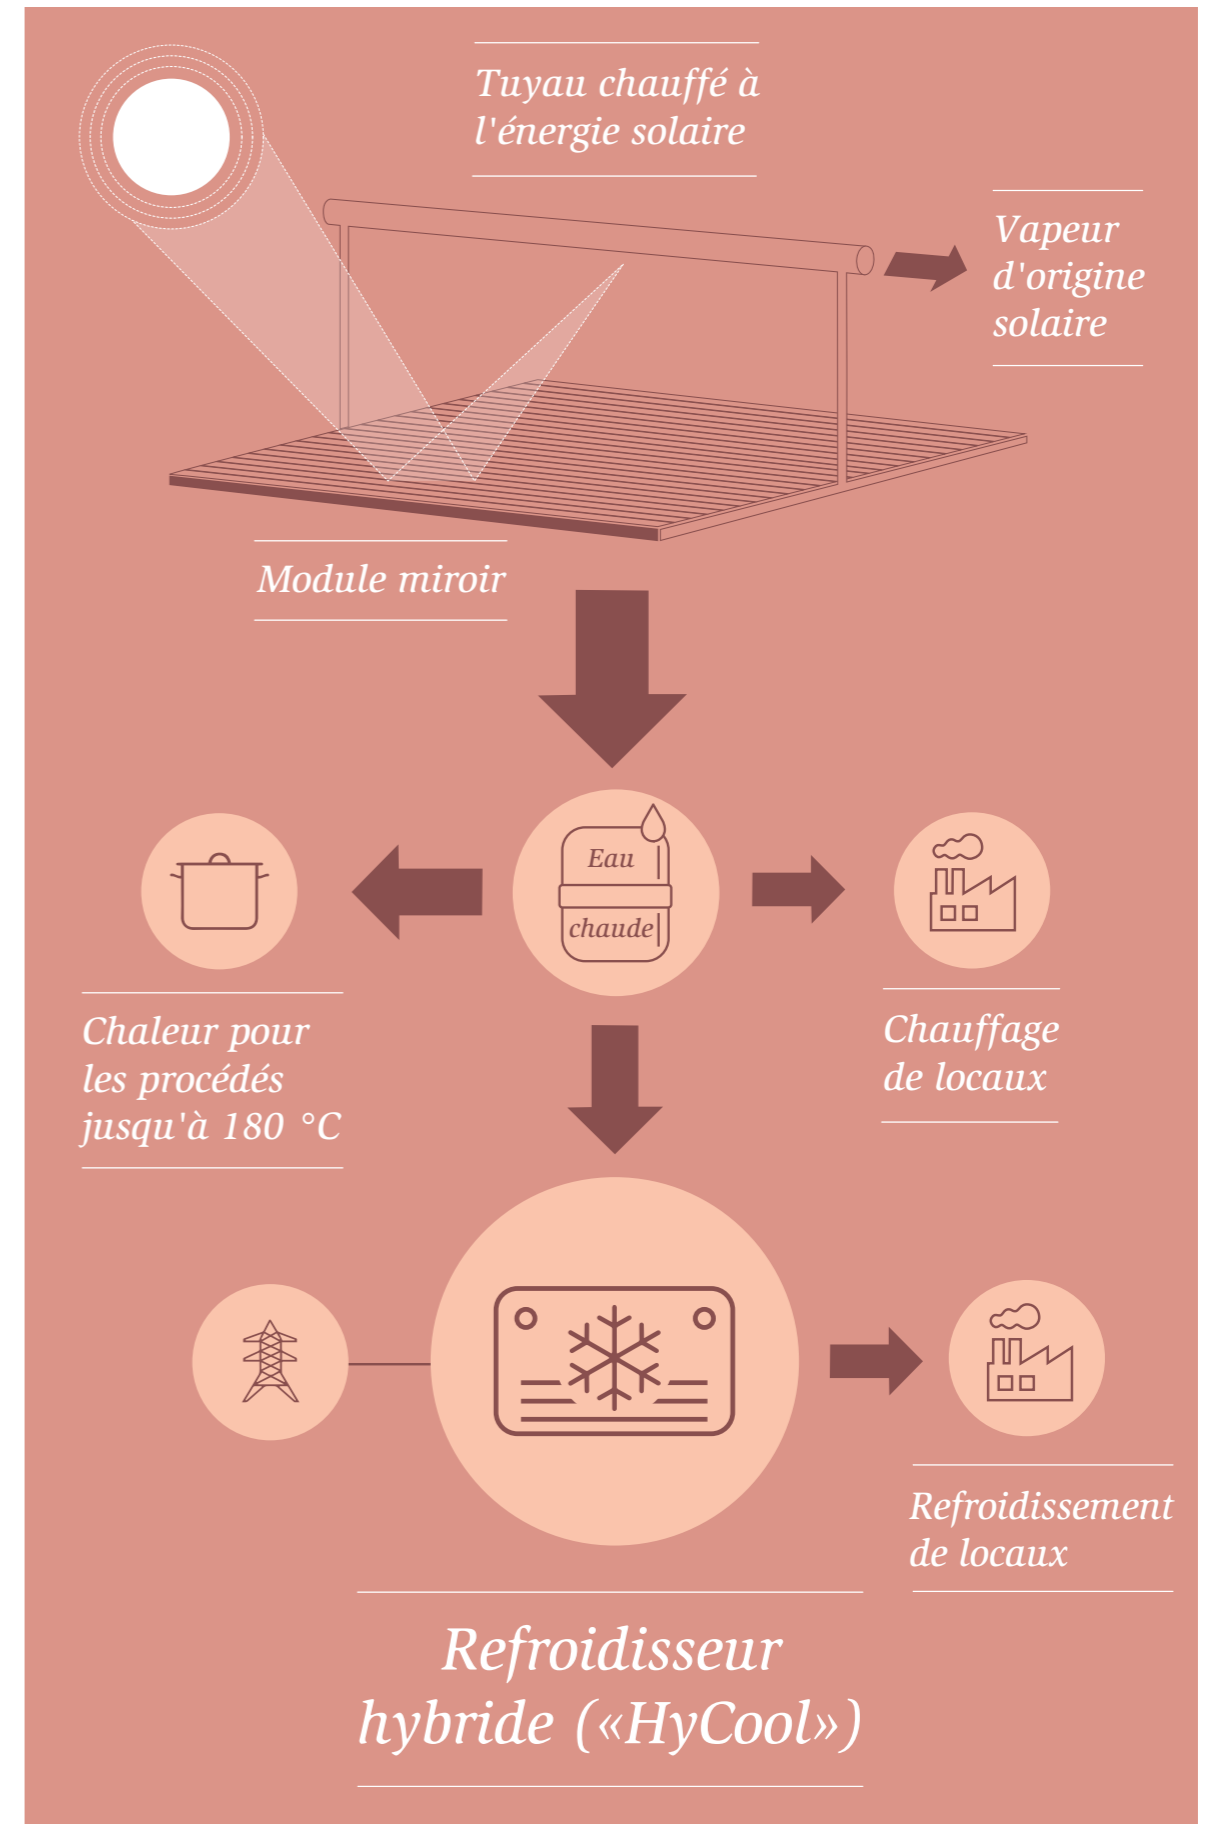 Tuyau chauffé à
l'énergie solaire
Vapeur
d'origine
solaire
Module miroir
Eau
chaude
Chaleur pour
les procédés
jusqu'à 180 °C
Chauffage
de locaux
Refroidissement
de locaux
Refroidisseur
hybride («HyCool»)